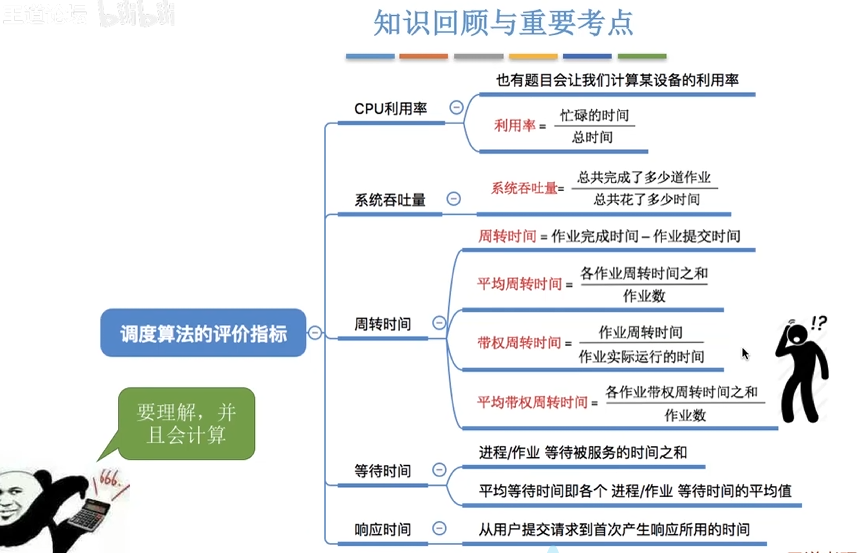 王道论坛 bilibili
知识回顾与重要考点
CPU利用率
也有题目会让我们计算某设备的利用率
利用率 = 忙碌的时间
总时间
系统吞吐量
系统吞吐量= 总共完成了多少道作业
总共花了多少时间
调度算法的评价指标
周转时间
周转时间 = 作业完成时间 – 作业提交时间
平均周转时间 = 各作业周转时间之和
作业数
带权周转时间 = 作业周转时间
作业实际运行的时间
平均带权周转时间 = 各作业带权周转时间之和
作业数
等待时间
进程/作业 等待被服务的时间之和
平均等待时间即各个 进程/作业 等待时间的平均值
响应时间
从用户提交请求到首次产生响应所用的时间
要理解，并
且会计算
666.
!?